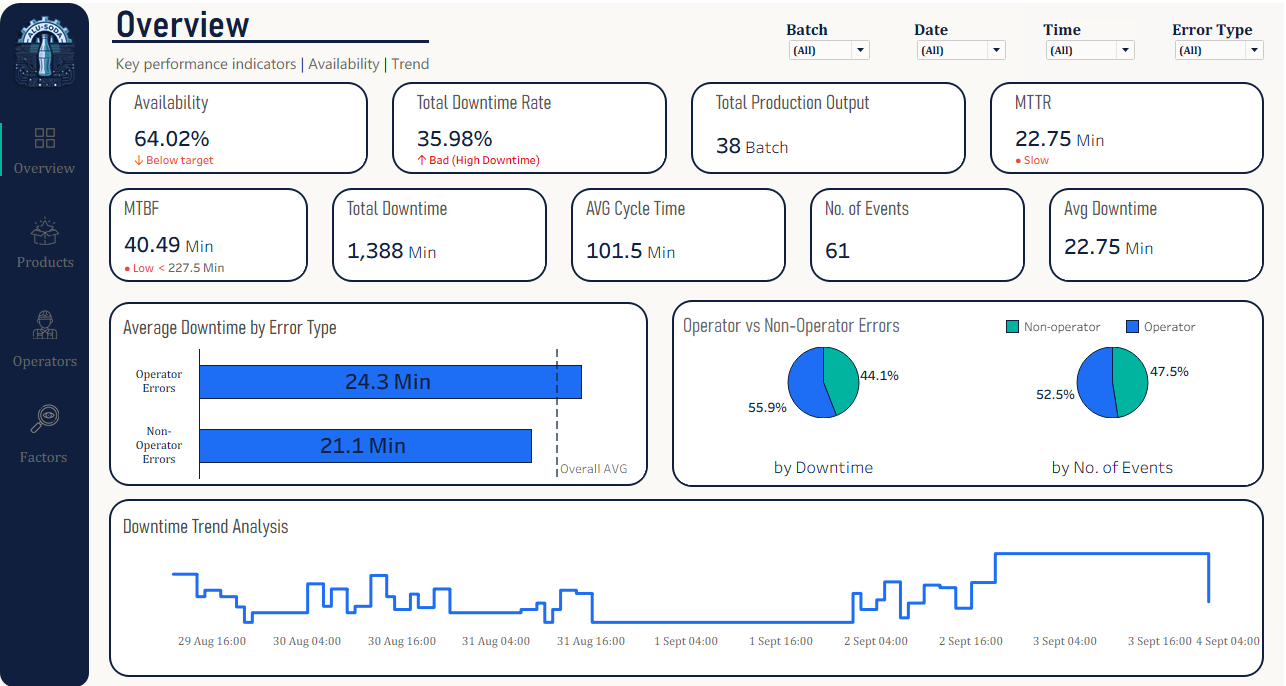 ALU-SODA
Overview
Products
Operators
Factors
Overview
Key performance indicators | Availability | Trend
Batch
(All)
Date
(All)
Time
(All)
Error Type
(All)
Availability
64.02%
↓ Below target
Total Downtime Rate
35.98%
↑ Bad (High Downtime)
Total Production Output
38 Batch
MTTR
22.75 Min
● Slow
MTBF
40.49 Min
● Low < 227.5 Min
Total Downtime
1,388 Min
AVG Cycle Time
101.5 Min
No. of Events
61
Avg Downtime
22.75 Min
Average Downtime by Error Type
Operator
Errors
24.3 Min
Non-
Operator
Errors
21.1 Min
Overall AVG
Operator vs Non-Operator Errors
Non-operator
Operator
44.1%
55.9%
by Downtime
47.5%
52.5%
by No. of Events
Downtime Trend Analysis
29 Aug 16:00 30 Aug 04:00 30 Aug 16:00 31 Aug 04:00 31 Aug 16:00 1 Sept 04:00 1 Sept 16:00 2 Sept 04:00 2 Sept 16:00 3 Sept 04:00 3 Sept 16:00 4 Sept 04:00